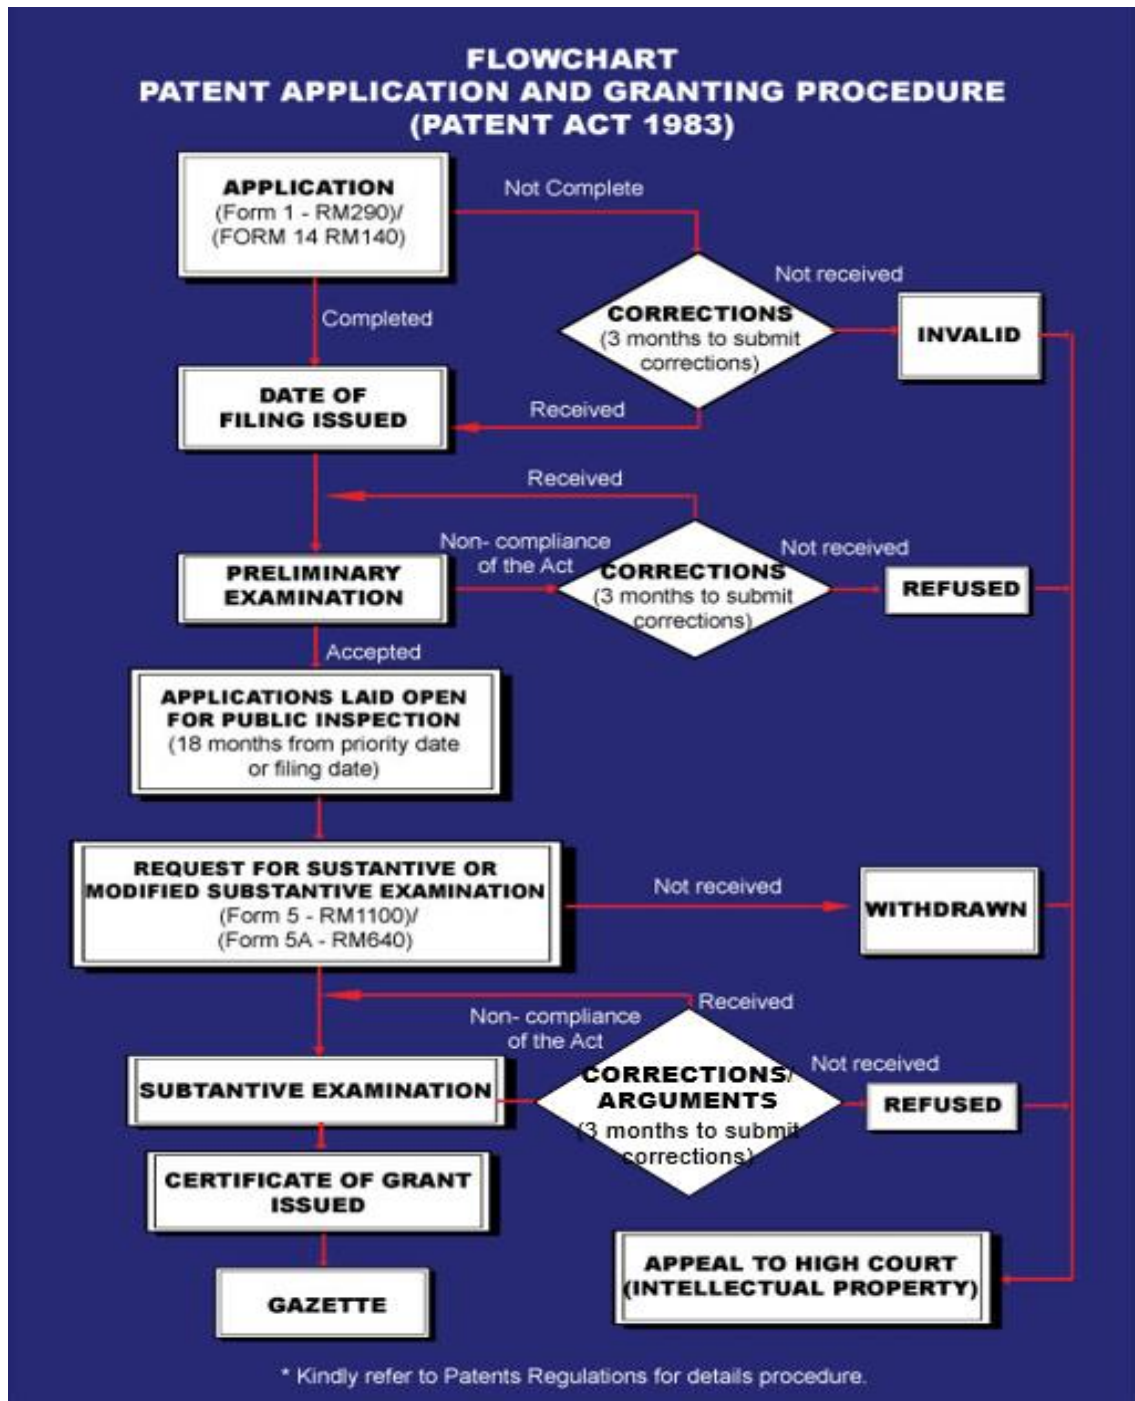 FLOWCHART
PATENT APPLICATION AND GRANTING PROCEDURE
(PATENT ACT 1983)
APPLICATION
(Form 1 - RM290)/
(FORM 14 RM140)
Not Complete
Completed
CORRECTIONS
(3 months to submit
corrections)
Not received
INVALID
DATE OF
FILING ISSUED
Received
Received
PRELIMINARY
EXAMINATION
Non- compliance
of the Act
CORRECTIONS
(3 months to submit
corrections)
Not received
REFUSED
Accepted
APPLICATIONS LAID OPEN
FOR PUBLIC INSPECTION
(18 months from priority date
or filing date)
REQUEST FOR SUSTANTIVE OR
MODIFIED SUBSTANTIVE EXAMINATION
(Form 5 - RM1100)/
(Form 5A - RM640)
Not received
WITHDRAWN
Received
Non- compliance
of the Act
SUBTANTIVE EXAMINATION
CORRECTIONS/
ARGUMENTS
(3 months to submit
corrections)
Not received
REFUSED
CERTIFICATE OF GRANT
ISSUED
GAZETTE
APPEAL TO HIGH COURT
(INTELLECTUAL PROPERTY)
* Kindly refer to Patents Regulations for details procedure.